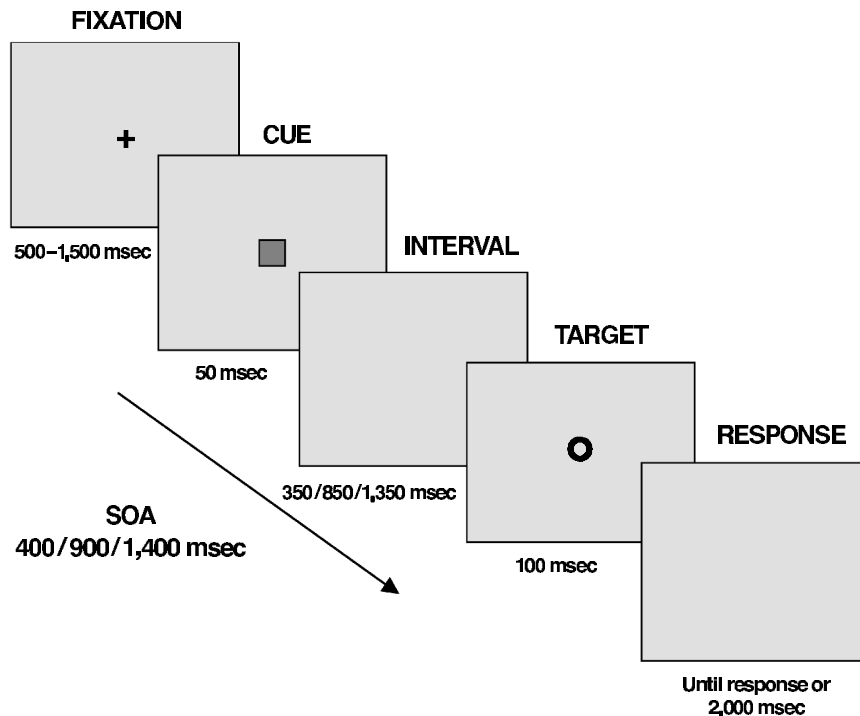 FIXATION
CUE
500–1,500 msec
INTERVAL
50 msec
TARGET
350/850/1,350 msec
RESPONSE
SOA
400/900/1,400 msec
100 msec
Until response or
2,000 msec